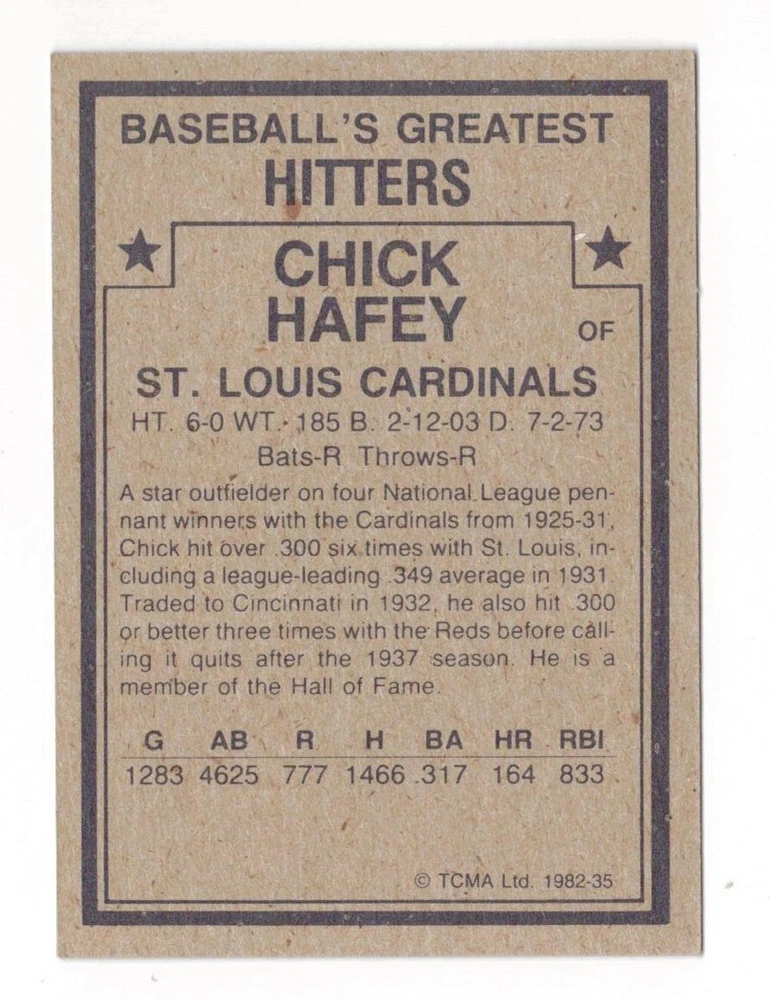 BASEBALL'S GREATEST
HITTERS
CHICK
HAFEY OF
ST. LOUIS CARDINALS
HT. 6-0 WT. 185 B. 2-12-03 D. 7-2-73
Bats-R Throws-R
A star outfielder on four National League pen-
nant winners with the Cardinals from 1925-31,
Chick hit over .300 six times with St. Louis, in-
cluding a league-leading .349 average in 1931.
Traded to Cincinnati in 1932, he also hit .300
or better three times with the Reds before call-
ing it quits after the 1937 season. He is a
member of the Hall of Fame.
G AB R H BA HR RBI
1283 4625 777 1466 .317 164 833
© TCMA Ltd. 1982-35